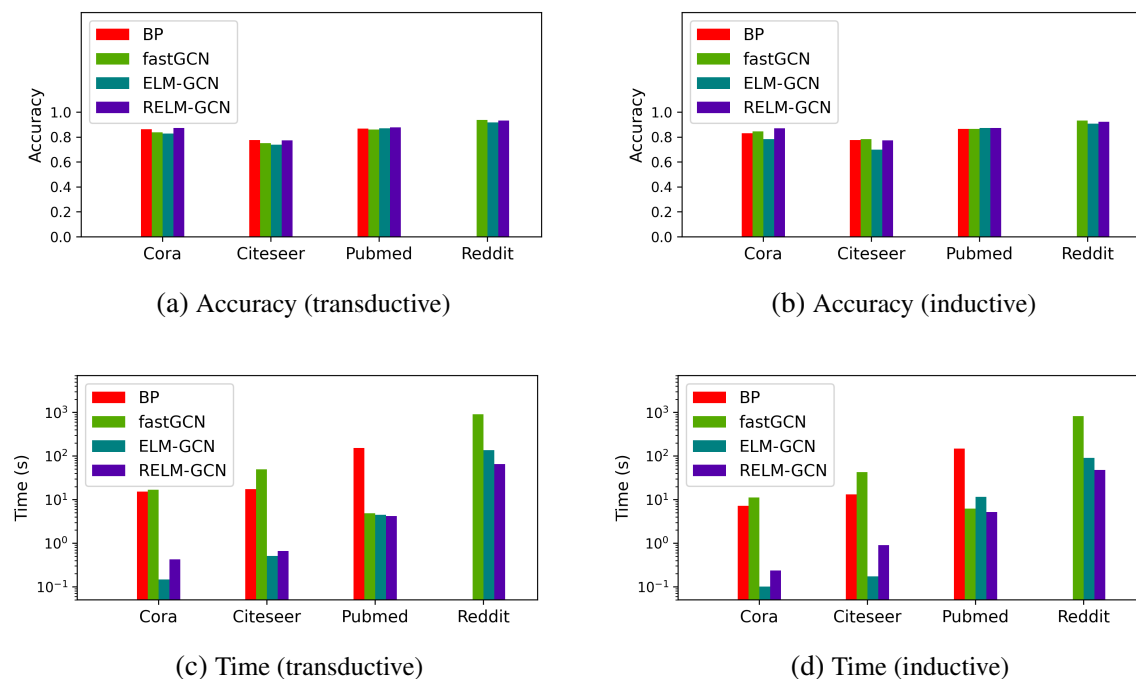 BP
fastGCN
ELM-GCN
RELM-GCN
Accuracy
1.0
0.8
0.6
0.4
0.2
0.0
Cora Citeseer Pubmed Reddit
(a) Accuracy (transductive)
BP
fastGCN
ELM-GCN
RELM-GCN
Accuracy
1.0
0.8
0.6
0.4
0.2
0.0
Cora Citeseer Pubmed Reddit
(b) Accuracy (inductive)
BP
fastGCN
ELM-GCN
RELM-GCN
Time (s)
10³
10²
10¹
10⁰
10⁻¹
Cora Citeseer Pubmed Reddit
(c) Time (transductive)
BP
fastGCN
ELM-GCN
RELM-GCN
Time (s)
10³
10²
10¹
10⁰
10⁻¹
Cora Citeseer Pubmed Reddit
(d) Time (inductive)